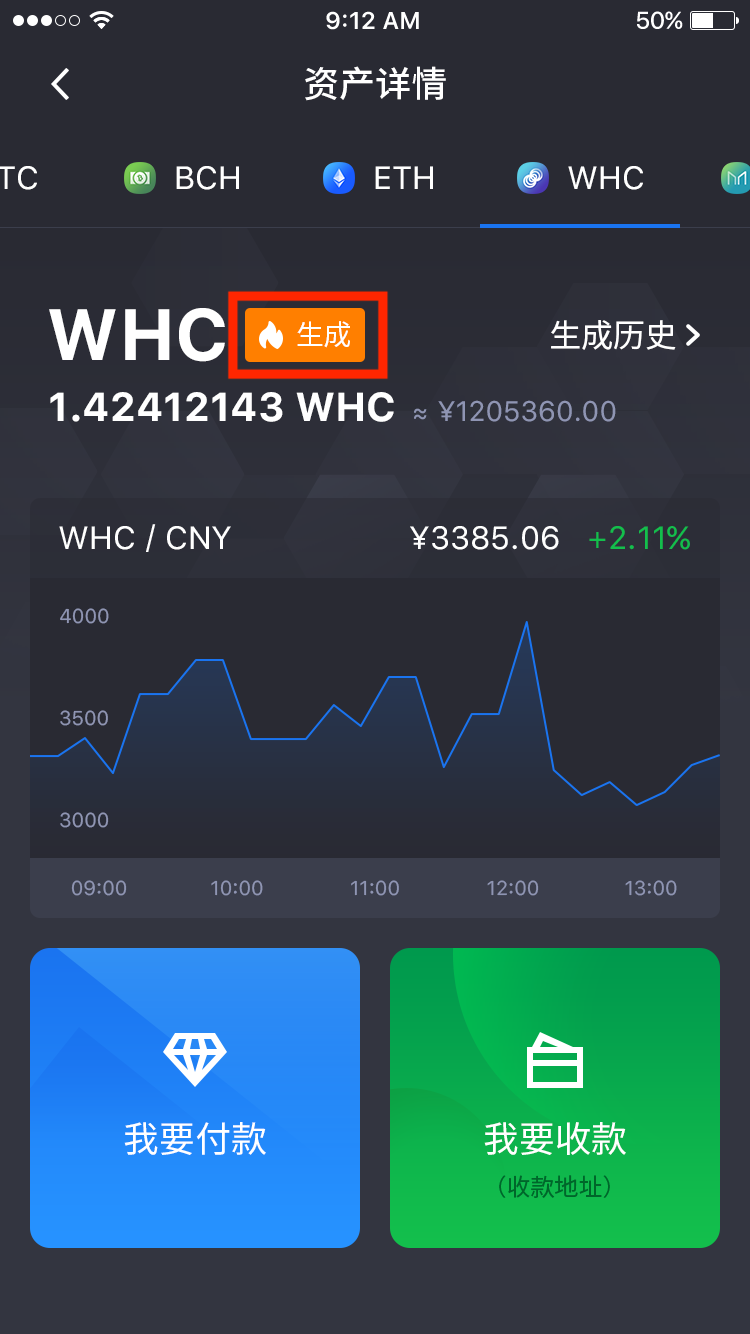 9:12 AM 50%
资产详情
TC BCH ETH WHC
WHC 生成 生成历史
1.42412143 WHC ≈ ¥1205360.00
WHC / CNY ¥3385.06 +2.11%
4000
3500
3000
09:00 10:00 11:00 12:00 13:00
我要付款 我要收款
（收款地址）